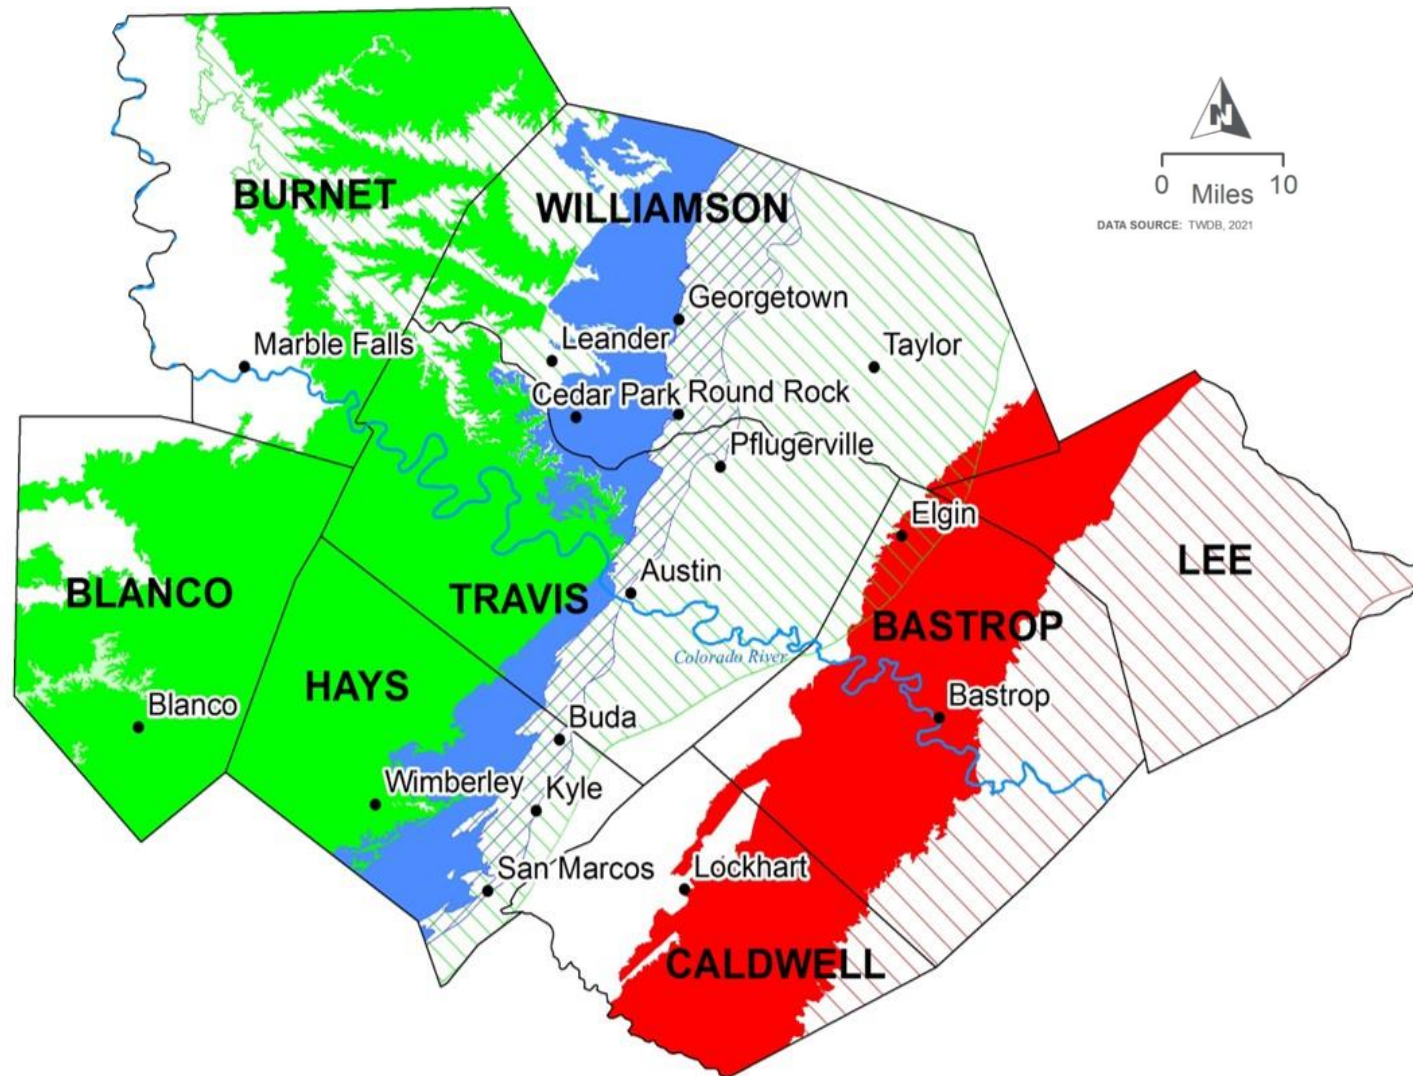 N
0 10
Miles
DATA SOURCE: TWDB, 2021
BURNET
WILLIAMSON
Georgetown
Marble Falls
Leander
Taylor
Cedar Park
Round Rock
Pflugerville
Elgin
LEE
BLANCO
TRAVIS
Austin
BASTROP
Colorado River
HAYS
Blanco
Buda
Bastrop
Wimberley
Kyle
San Marcos
Lockhart
CALDWELL